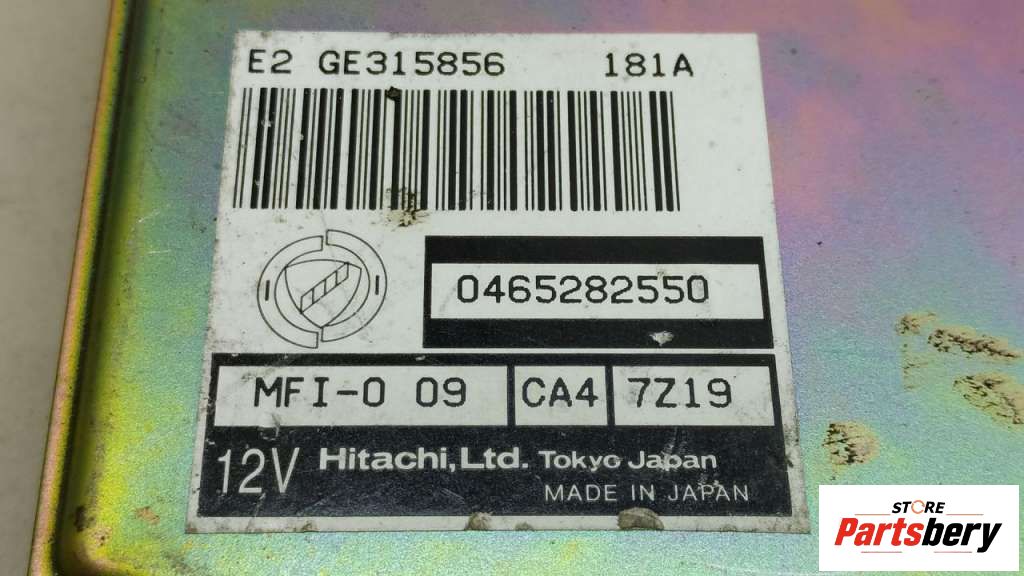 E2 GE315856 181A
0465282550
MFI-0 09 CA4 7Z19
12V Hitachi, Ltd. Tokyo Japan
MADE IN JAPAN
STORE
Partsbery